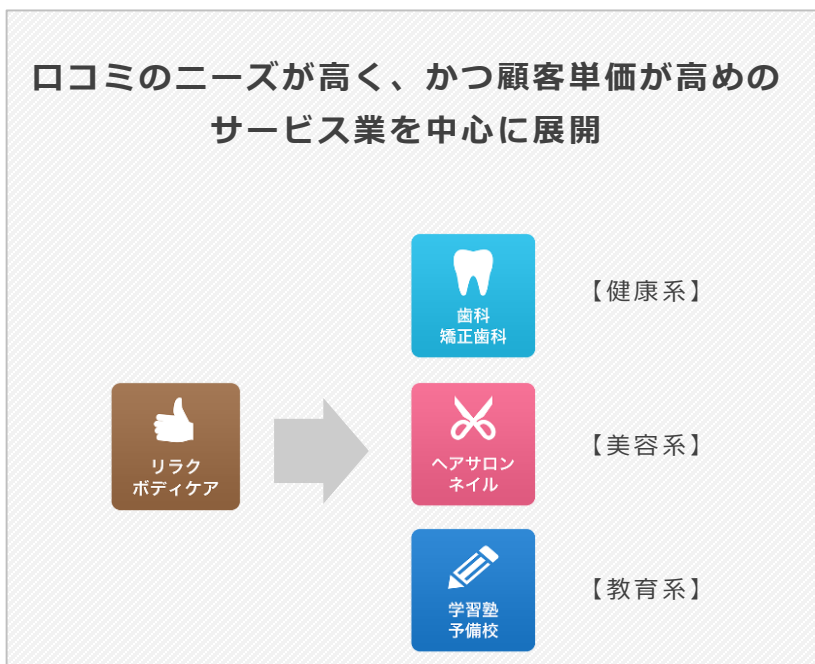 口コミのニーズが高く、かつ顧客単価が高めの
サービス業を中心に展開
歯科
矯正歯科
【健康系】
リラク
ボディケア
ヘアサロン
ネイル
【美容系】
学習塾
予備校
【教育系】